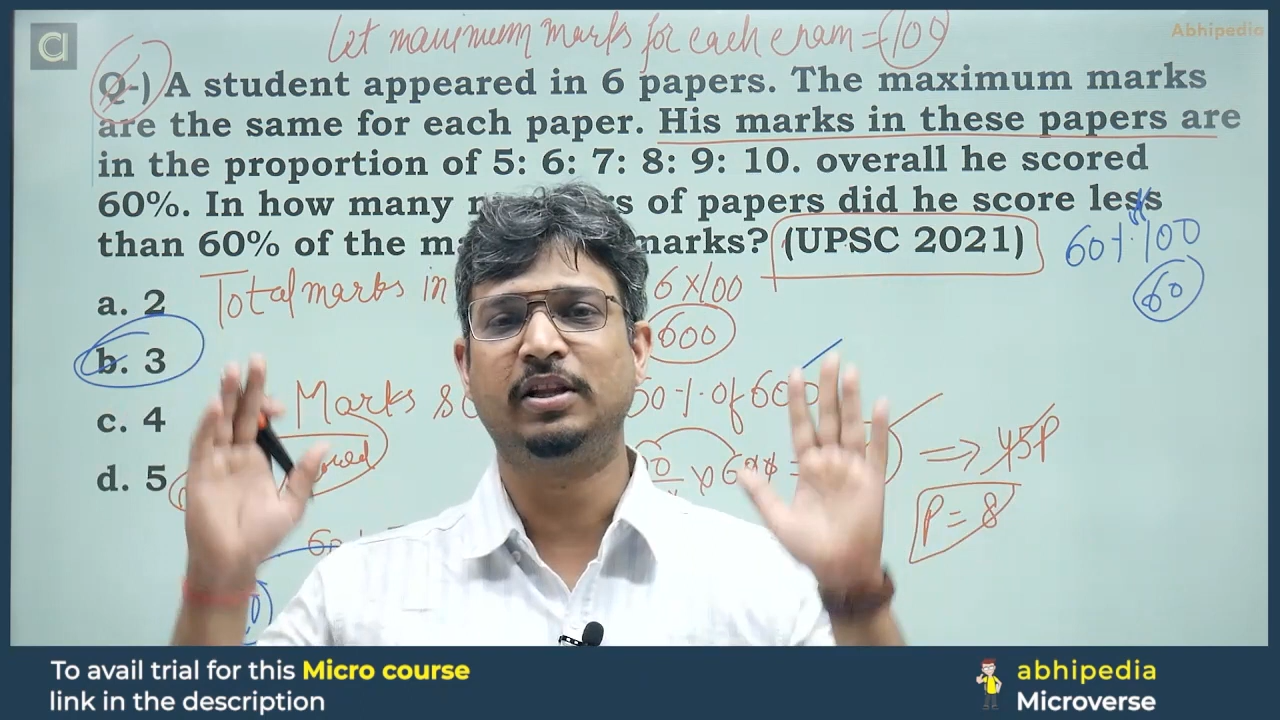 Let maximum marks for each exam = 100
Abhipedia
Q-) A student appeared in 6 papers. The maximum marks
are the same for each paper. His marks in these papers are
in the proportion of 5: 6: 7: 8: 9: 10. overall he scored
60%. In how many of papers did he score less
than 60% of the marks? (UPSC 2021)
60% of 100
60
a. 2
Total marks in 6×100
600
b. 3
Marks 60% of 600
c. 4
=> 45P
d. 5
P = 8
To avail trial for this Micro course
link in the description
abhipedia
Microverse